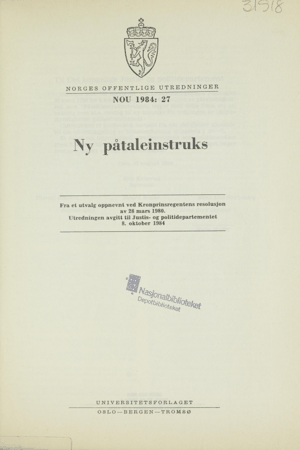 31518
NORGES OFFENTLIGE UTREDNINGER
NOU 1984: 27
Ny påtaleinstruks
Fra et utvalg oppnevnt ved Kronprinsregentens resolusjon
av 28 mars 1980.
Utredningen avgitt til Justis- og politidepartementet
8. oktober 1984
Nasjonalbiblioteket
Depotbiblioteket
UNIVERSITETSFORLAGET
OSLO—BERGEN—TROMSØ